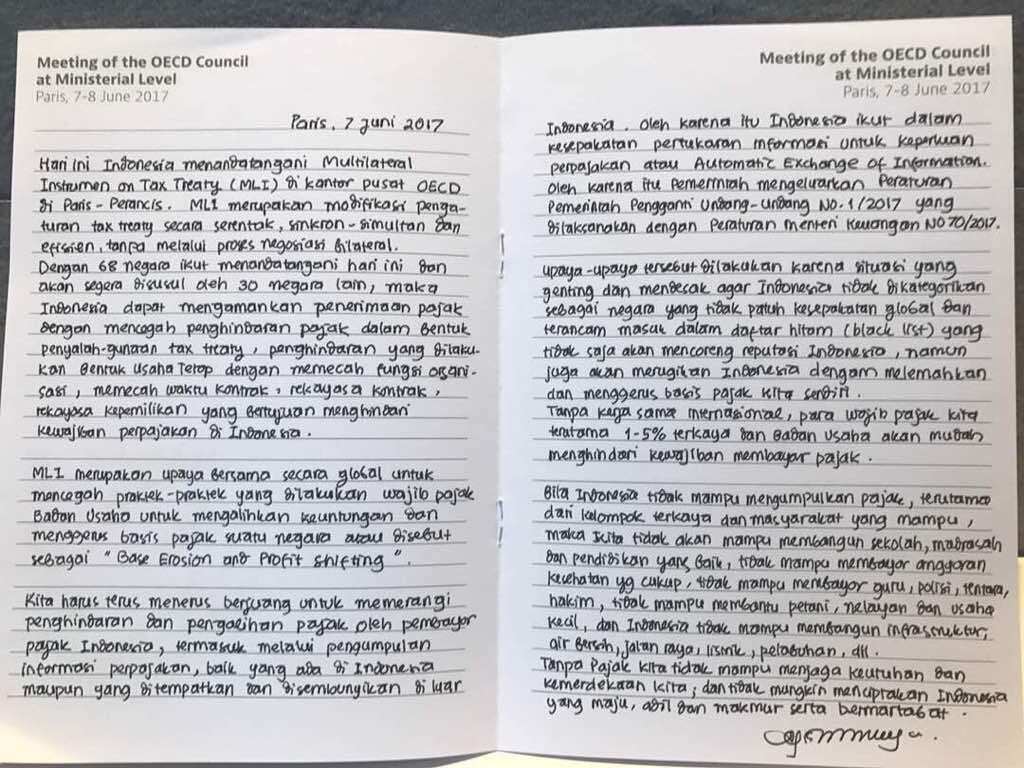 Meeting of the OECD Council
at Ministerial Level
Paris, 7-8 June 2017
Paris, 7 Juni 2017
Hari ini Indonesia menandatangani Multilateral
Instrumen on Tax Treaty (MLI) di kantor pusat OECD
di Paris - Perancis. MLI merupakan modifikasi penga-
turan tax treaty secara serentak, sinkron-simultan dan
efisien, tanpa melalui proses negosiasi bilateral.
Dengan 68 negara ikut menandatangani hari ini dan
akan segera disusul oleh 30 negara lain, maka
Indonesia dapat mengamankan penerimaan pajak
dengan mencegah penghindaran pajak dalam bentuk
penyalah-gunaan tax treaty, penghindaran yang dilaku-
kan Bentuk Usaha Tetap dengan memecah fungsi organi-
sasi, memecah waktu kontrak, rekayasa kontrak,
rekayasa kepemilikan yang bertujuan menghindari
kewajiban perpajakan di Indonesia.
MLI merupakan upaya bersama secara global untuk
mencegah praktek-praktek yang dilakukan wajib pajak
Badan Usaha untuk mengalihkan keuntungan dan
menggerus basis pajak suatu negara atau disebut
sebagai "Base Erosion and Profit Shifting".
Kita harus terus menerus berjuang untuk memerangi
penghindaran dan pengalihan pajak oleh pembayar
pajak Indonesia, termasuk melalui pengumpulan
informasi perpajakan, baik yang ada di Indonesia
maupun yang ditempatkan dan disembunyikan di luar
Meeting of the OECD Council
at Ministerial Level
Paris, 7-8 June 2017
Indonesia. Oleh karena itu Indonesia ikut dalam
kesepakatan pertukaran informasi untuk keperluan
perpajakan atau Automatic Exchange of Information.
Oleh karena itu Pemerintah mengeluarkan Peraturan
Pemerintah Pengganti Undang-Undang No. 1/2017 yang
dilaksanakan dengan Peraturan Menteri Keuangan No 70/2017.
Upaya-upaya tersebut dilakukan karena situasi yang
genting dan mendesak agar Indonesia tidak dikategorikan
sebagai negara yang tidak patuh kesepakatan global dan
terancam masuk dalam daftar hitam (black list) yang
tidak saja akan mencoreng reputasi Indonesia, namun
juga akan merugikan Indonesia dengam melemahkan
dan menggerus basis pajak kita sendiri.
Tanpa kerja sama internasional, para wajib pajak kita
terutama 1-5% terkaya dan Badan Usaha akan mudah
menghindari kewajiban membayar pajak.
Bila Indonesia tidak mampu mengumpulkan pajak, terutama
dari kelompok terkaya dan masyarakat yang mampu,
maka kita tidak akan mampu membangun sekolah, madrasah
dan pendidikan yang baik, tidak mampu membayar anggaran
kesehatan yg cukup, tidak mampu membayar guru, polisi, tentara,
hakim, tidak mampu membantu petani, nelayan dan usaha
kecil, dan Indonesia tidak mampu membangun infrastruktur,
air bersih, jalan raya, listrik, pelabuhan, dll.
Tanpa Pajak kita tidak mampu menjaga keutuhan dan
kemerdekaan kita, dan tidak mungkin menciptakan Indonesia
yang maju, adil dan makmur serta bermartabat.